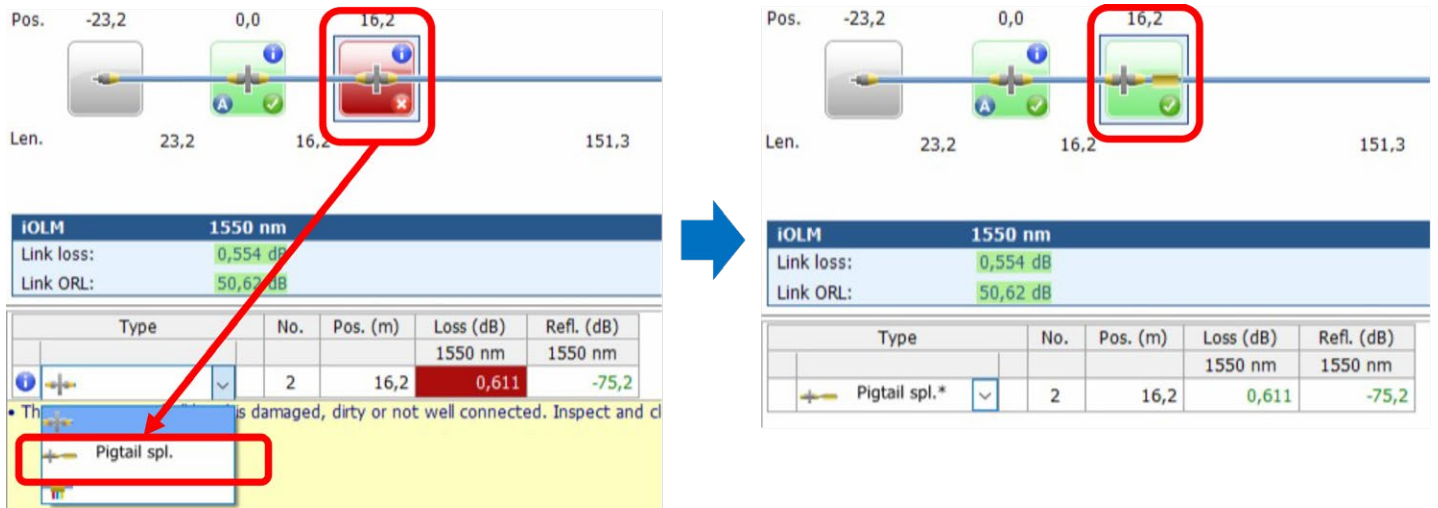 Pos. -23,2 0,0 16,2
A
Len. 23,2 16,2 151,3
iOLM 1550 nm
Link loss: 0,554 dB
Link ORL: 50,62 dB
Type No. Pos. (m) Loss (dB) Refl. (dB)
1550 nm 1550 nm
2 16,2 0,611 -75,2
• Th is damaged, dirty or not well connected. Inspect and cl
Pigtail spl.
Pos. -23,2 0,0 16,2
A
Len. 23,2 16,2 151,3
iOLM 1550 nm
Link loss: 0,554 dB
Link ORL: 50,62 dB
Type No. Pos. (m) Loss (dB) Refl. (dB)
1550 nm 1550 nm
Pigtail spl.* 2 16,2 0,611 -75,2